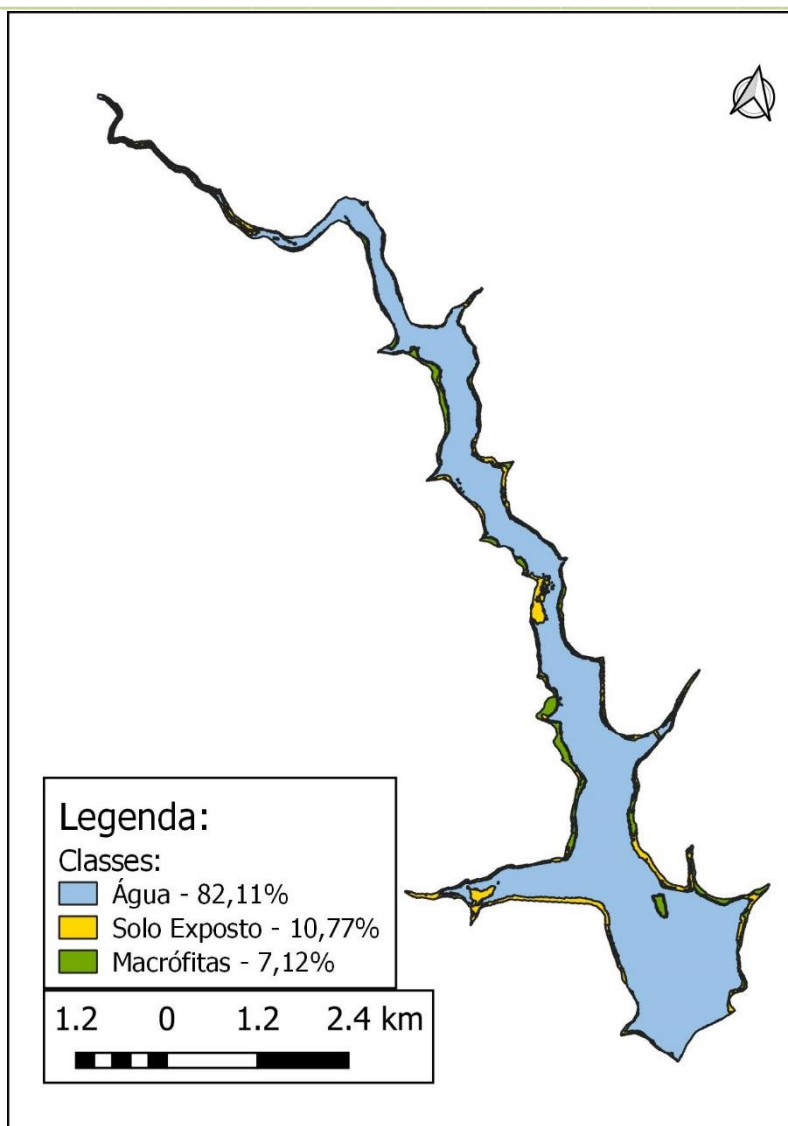 Legenda:
Classes:
Água - 82,11%
Solo Exposto - 10,77%
Macrófitas - 7,12%
1.2 0 1.2 2.4 km